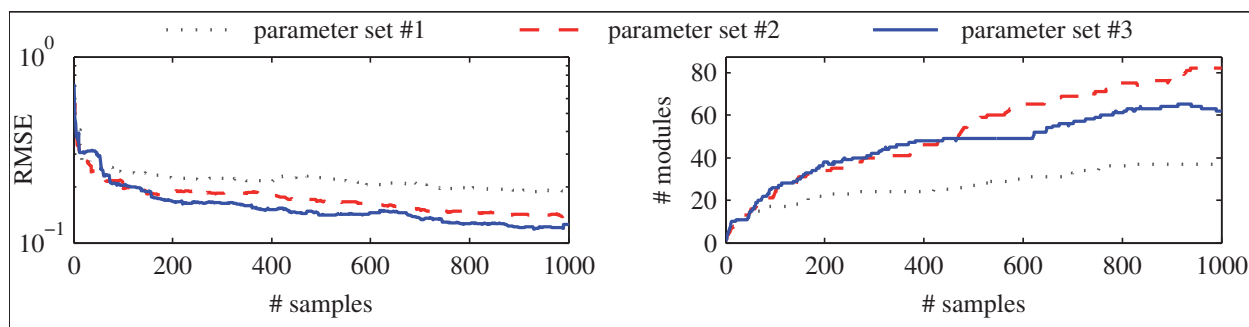 parameter set #1 parameter set #2 parameter set #3
RMSE
10^0
10^-1
0 200 400 600 800 1000
# samples
# modules
80
60
40
20
0
0 200 400 600 800 1000
# samples